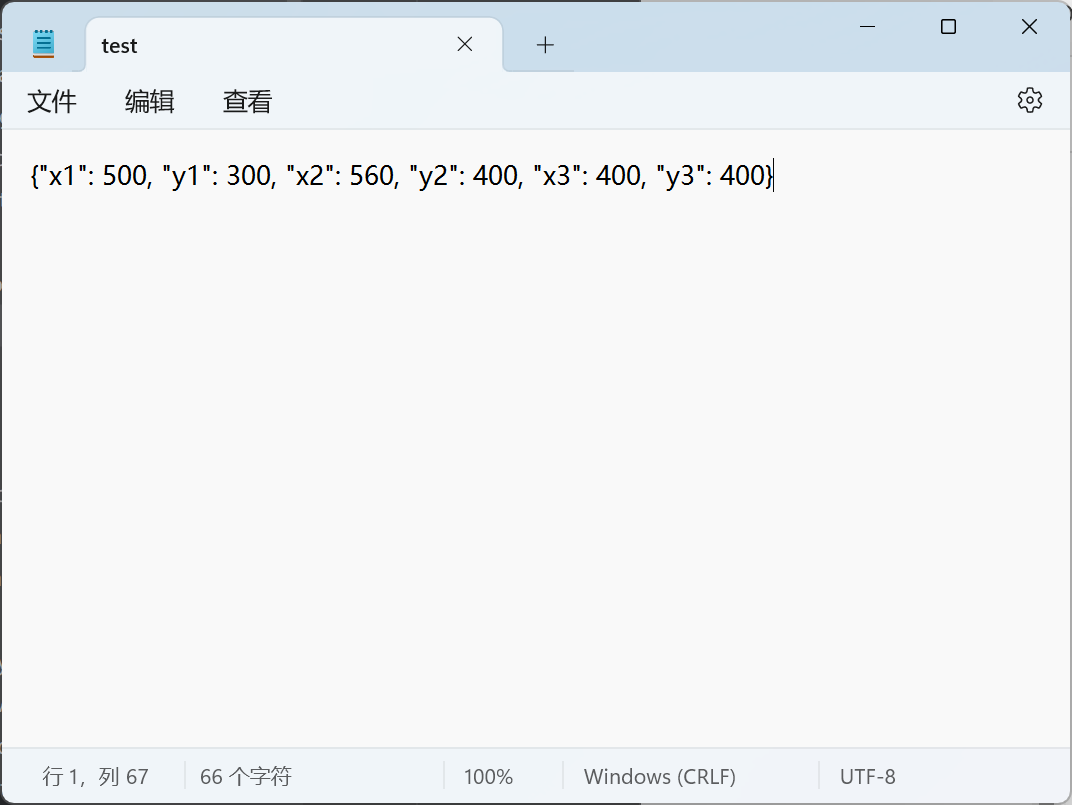 test
文件 编辑 查看
{"x1": 500, "y1": 300, "x2": 560, "y2": 400, "x3": 400, "y3": 400}
行 1，列 67 66 个字符 100% Windows (CRLF) UTF-8